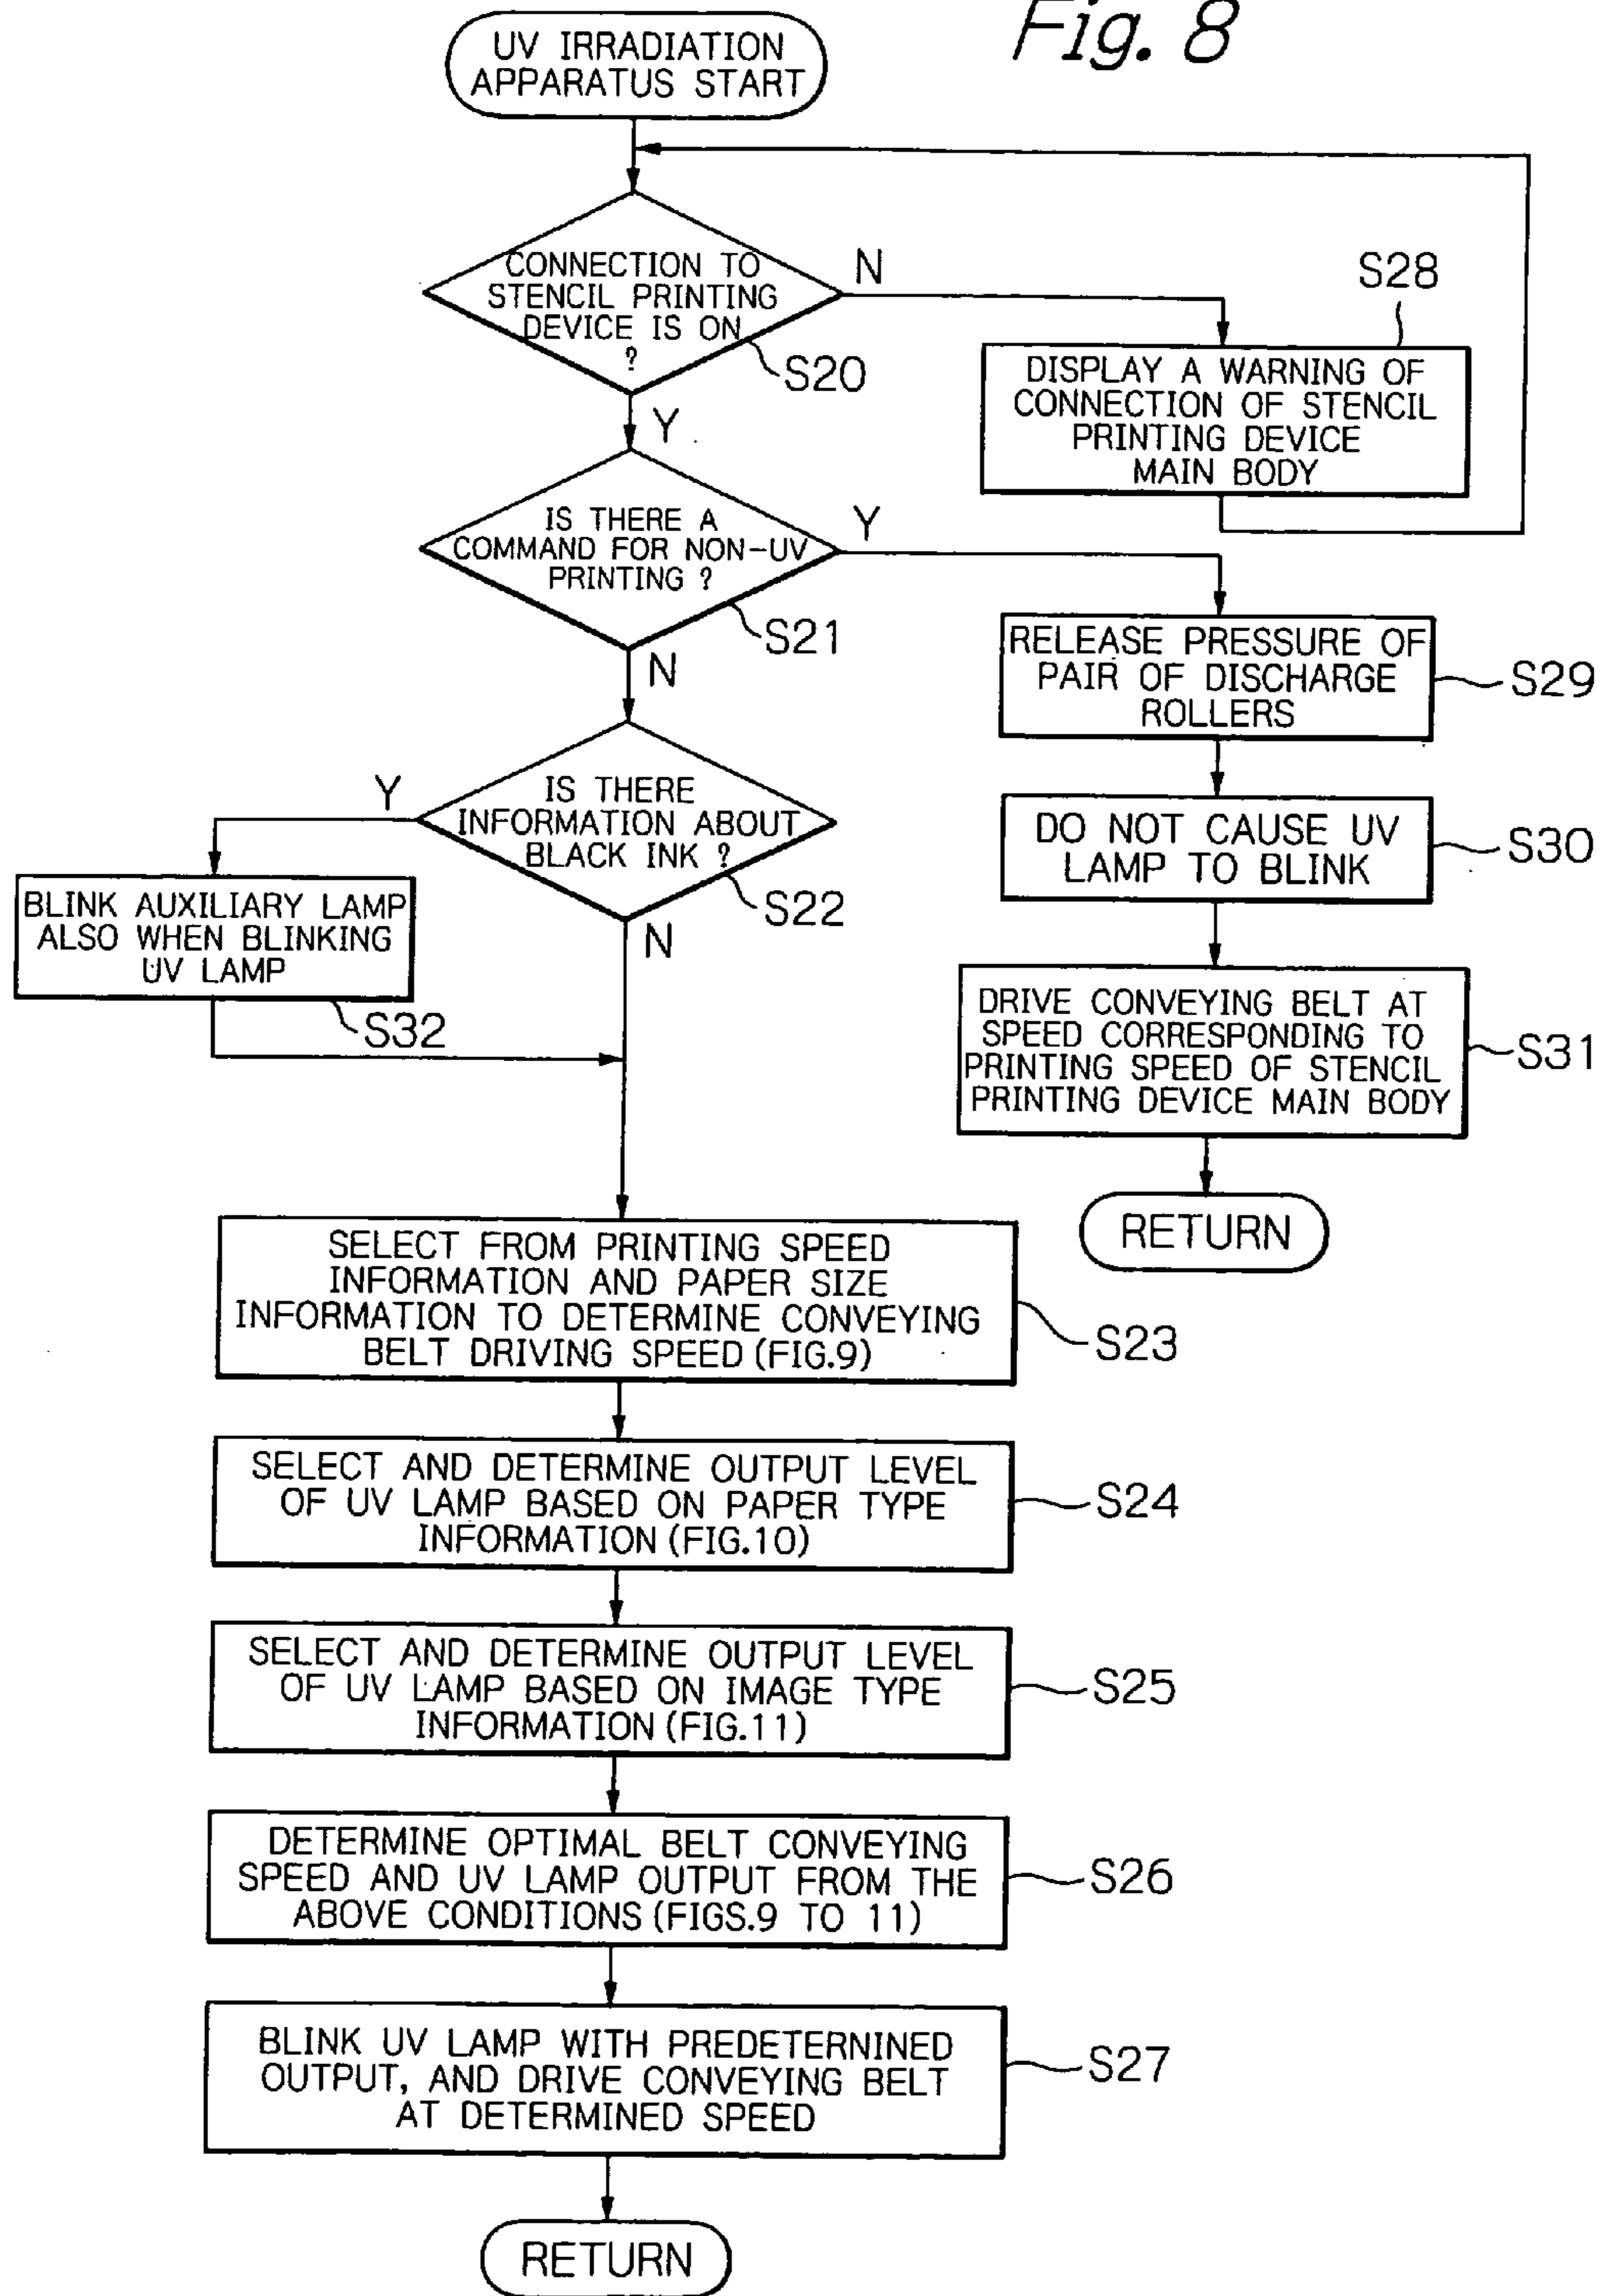 Fig. 8
UV IRRADIATION
APPARATUS START
CONNECTION TO
STENCIL PRINTING
DEVICE IS ON
?
N
S20
Y
S28
DISPLAY A WARNING OF
CONNECTION OF STENCIL
PRINTING DEVICE
MAIN BODY
IS THERE A
COMMAND FOR NON-UV
PRINTING ?
Y
S21
N
RELEASE PRESSURE OF
PAIR OF DISCHARGE
ROLLERS
S29
DO NOT CAUSE UV
LAMP TO BLINK
S30
DRIVE CONVEYING BELT AT
SPEED CORRESPONDING TO
PRINTING SPEED OF STENCIL
PRINTING DEVICE MAIN BODY
S31
RETURN
IS THERE
INFORMATION ABOUT
BLACK INK ?
Y
S22
N
BLINK AUXILIARY LAMP
ALSO WHEN BLINKING
UV LAMP
S32
SELECT FROM PRINTING SPEED
INFORMATION AND PAPER SIZE
INFORMATION TO DETERMINE CONVEYING
BELT DRIVING SPEED (FIG.9)
S23
SELECT AND DETERMINE OUTPUT LEVEL
OF UV LAMP BASED ON PAPER TYPE
INFORMATION (FIG.10)
S24
SELECT AND DETERMINE OUTPUT LEVEL
OF UV LAMP BASED ON IMAGE TYPE
INFORMATION (FIG.11)
S25
DETERMINE OPTIMAL BELT CONVEYING
SPEED AND UV LAMP OUTPUT FROM THE
ABOVE CONDITIONS (FIGS.9 TO 11)
S26
BLINK UV LAMP WITH PREDETERNINED
OUTPUT, AND DRIVE CONVEYING BELT
AT DETERMINED SPEED
S27
RETURN